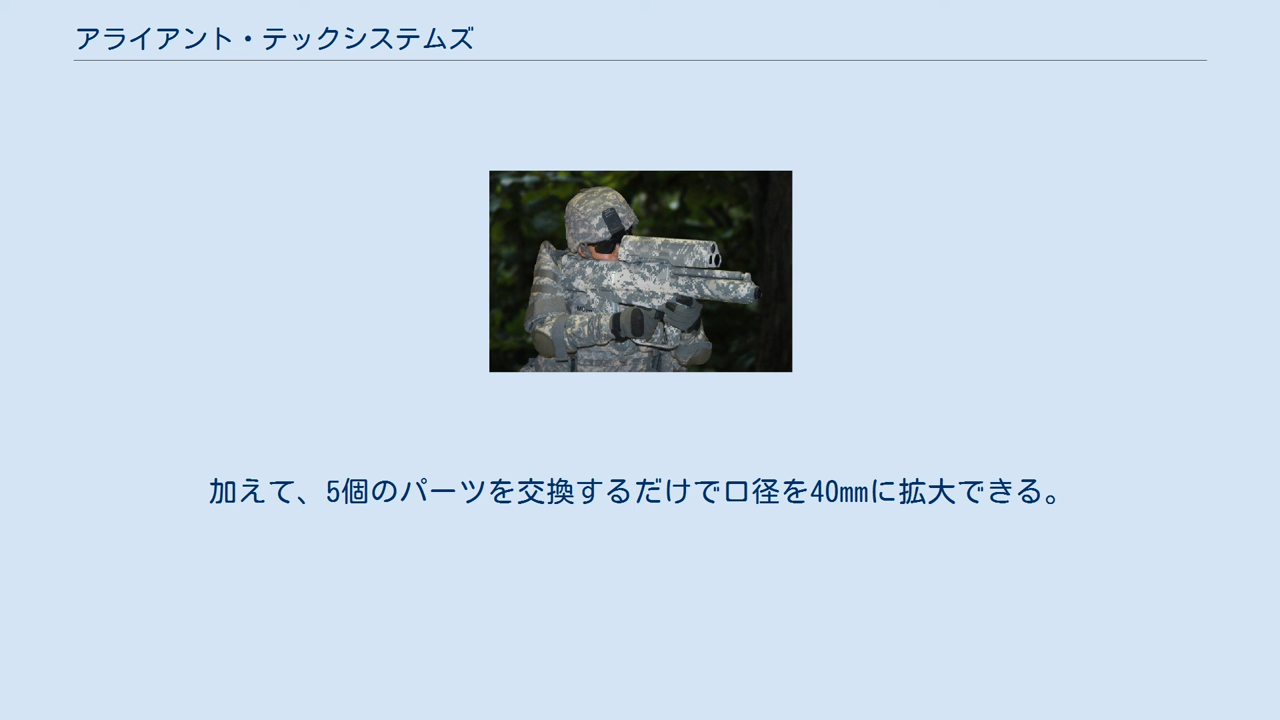 アライアント・テックシステムズ
加えて、5個のパーツを交換するだけで口径を40mmに拡大できる。